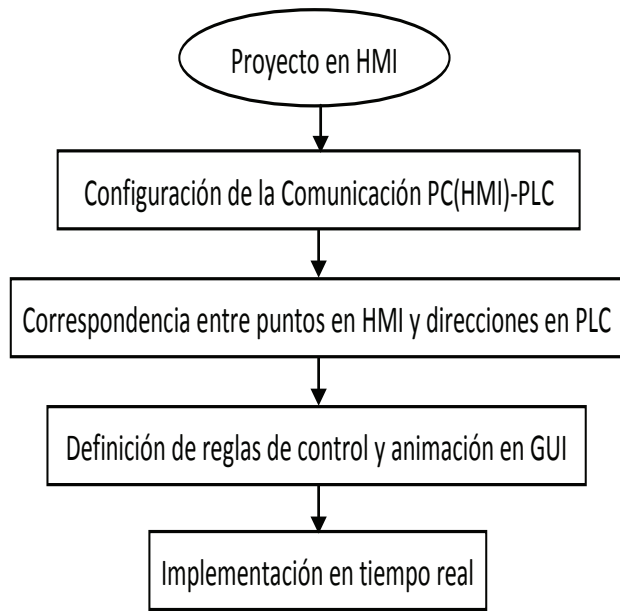 Proyecto en HMI
Configuración de la Comunicación PC(HMI)-PLC
Correspondencia entre puntos en HMI y direcciones en PLC
Definición de reglas de control y animación en GUI
Implementación en tiempo real